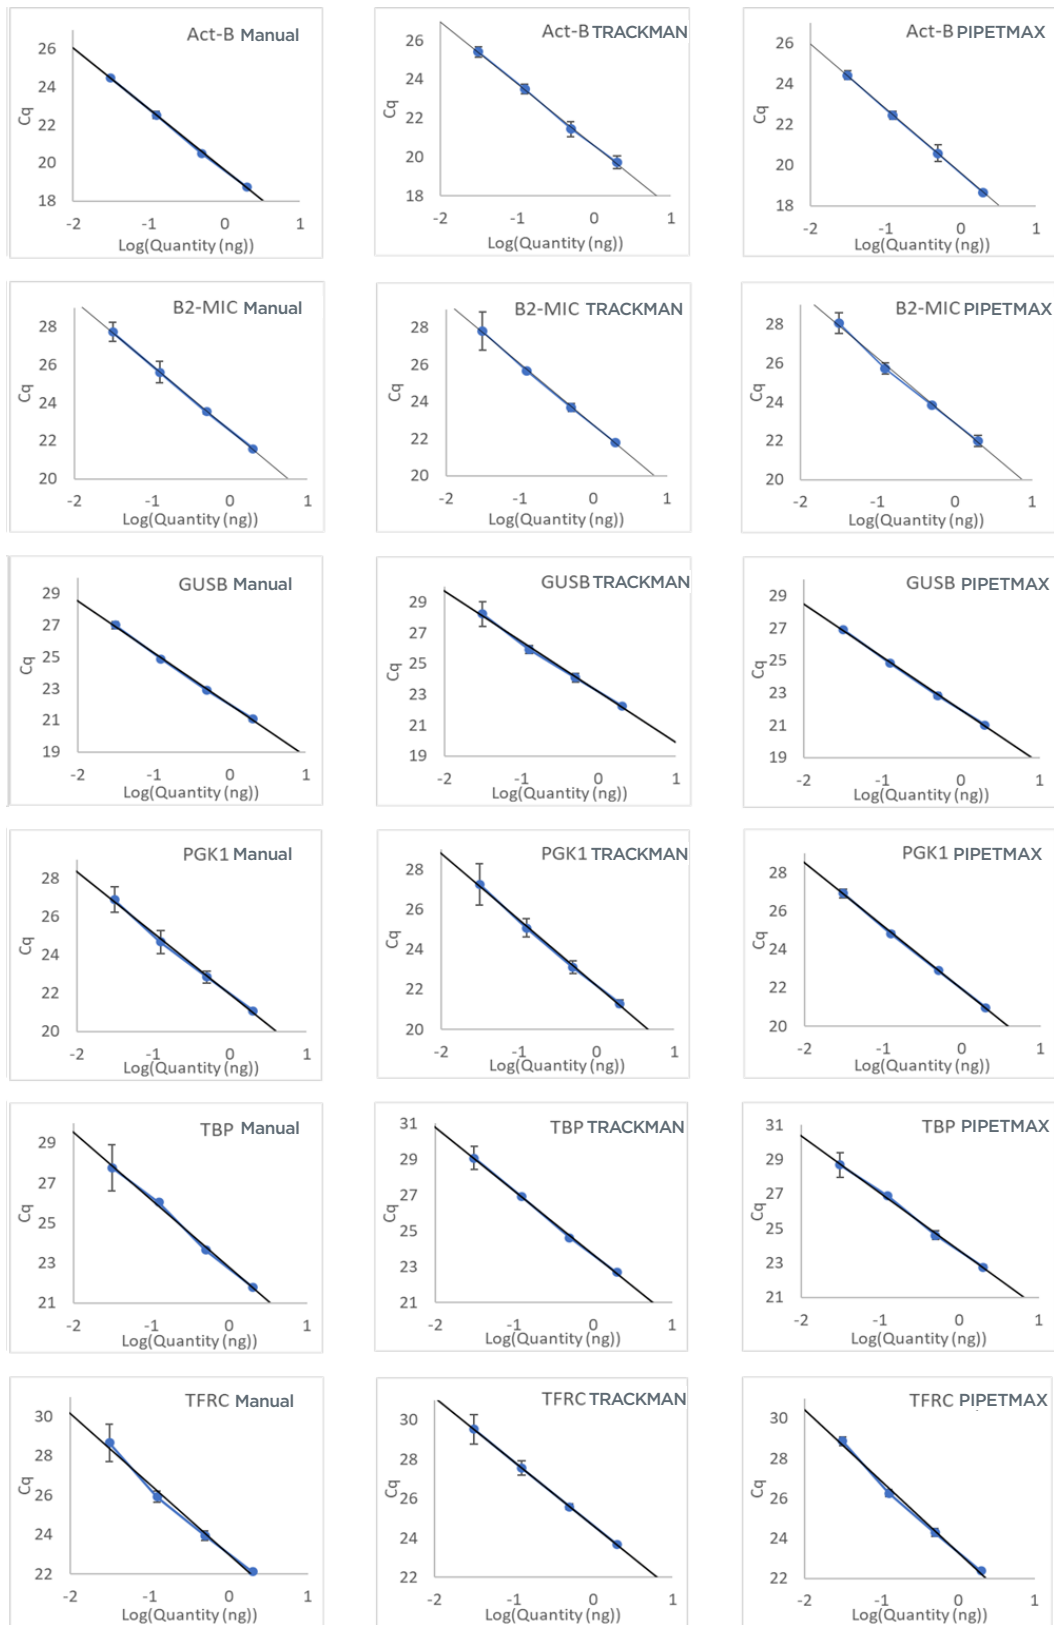 Act-B Manual
26
24
22
20
18
Cq
-2 -1 0 1
Log(Quantity (ng))
Act-B TRACKMAN
26
24
22
20
18
Cq
-2 -1 0 1
Log(Quantity (ng))
Act-B PIPETMAX
26
24
22
20
18
Cq
-2 -1 0 1
Log(Quantity (ng))
B2-MIC Manual
28
26
24
22
20
Cq
-2 -1 0 1
Log(Quantity (ng))
B2-MIC TRACKMAN
28
26
24
22
20
Cq
-2 -1 0 1
Log(Quantity (ng))
B2-MIC PIPETMAX
28
26
24
22
20
Cq
-2 -1 0 1
Log(Quantity (ng))
GUSB Manual
29
27
25
23
21
19
Cq
-2 -1 0 1
Log(Quantity (ng))
GUSB TRACKMAN
29
27
25
23
21
19
Cq
-2 -1 0 1
Log(Quantity (ng))
GUSB PIPETMAX
29
27
25
23
21
19
Cq
-2 -1 0 1
Log(Quantity (ng))
PGK1 Manual
28
26
24
22
20
Cq
-2 -1 0 1
Log(Quantity (ng))
PGK1 TRACKMAN
28
26
24
22
20
Cq
-2 -1 0 1
Log(Quantity (ng))
PGK1 PIPETMAX
28
26
24
22
20
Cq
-2 -1 0 1
Log(Quantity (ng))
TBP Manual
29
27
25
23
21
Cq
-2 -1 0 1
Log(Quantity (ng))
TBP TRACKMAN
31
29
27
25
23
21
Cq
-2 -1 0 1
Log(Quantity (ng))
TBP PIPETMAX
31
29
27
25
23
21
Cq
-2 -1 0 1
Log(Quantity (ng))
TFRC Manual
30
28
26
24
22
Cq
-2 -1 0 1
Log(Quantity (ng))
TFRC TRACKMAN
30
28
26
24
22
Cq
-2 -1 0 1
Log(Quantity (ng))
TFRC PIPETMAX
30
28
26
24
22
Cq
-2 -1 0 1
Log(Quantity (ng))